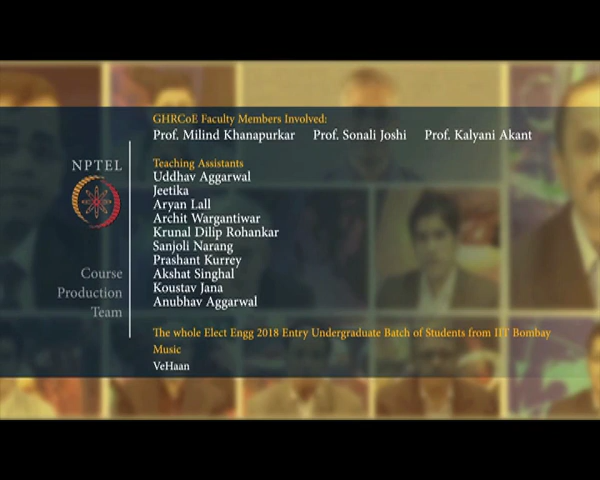 GHRCoE Faculty Members Involved:
Prof. Milind Khanapurkar Prof. Sonali Joshi Prof. Kalyani Akant
NPTEL
Course
Production
Team
Teaching Assistants
Uddhav Aggarwal
Jeetika
Aryan Lall
Archit Wargantiwar
Krunal Dilip Rohankar
Sanjoli Narang
Prashant Kurrey
Akshat Singhal
Koustav Jana
Anubhav Aggarwal
The whole Elect Engg 2018 Entry Undergraduate Batch of Students from IIT Bombay
Music
VeHaan